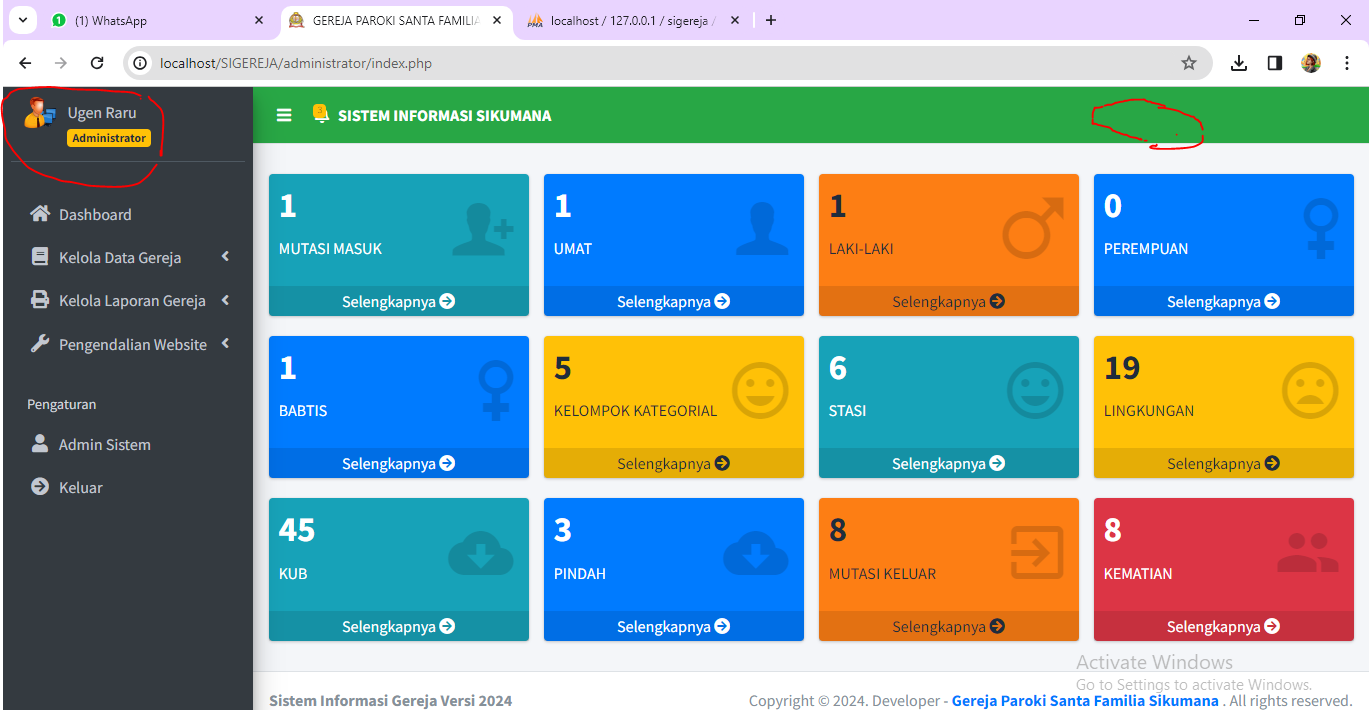 (1) WhatsApp
GEREJA PAROKI SANTA FAMILIA
localhost / 127.0.0.1 / sigereja /
localhost/SIGEREJA/administrator/index.php
Ugen Raru
Administrator
SISTEM INFORMASI SIKUMANA
Dashboard
Kelola Data Gereja
Kelola Laporan Gereja
Pengendalian Website
Pengaturan
Admin Sistem
Keluar
1
MUTASI MASUK
Selengkapnya
1
UMAT
Selengkapnya
1
LAKI-LAKI
Selengkapnya
0
PEREMPUAN
Selengkapnya
1
BABTIS
Selengkapnya
5
KELOMPOK KATEGORIAL
Selengkapnya
6
STASI
Selengkapnya
19
LINGKUNGAN
Selengkapnya
45
KUB
Selengkapnya
3
PINDAH
Selengkapnya
8
MUTASI KELUAR
Selengkapnya
8
KEMATIAN
Selengkapnya
Activate Windows
Go to Settings to activate Windows.
Sistem Informasi Gereja Versi 2024
Copyright © 2024. Developer - Gereja Paroki Santa Familia Sikumana . All rights reserved.